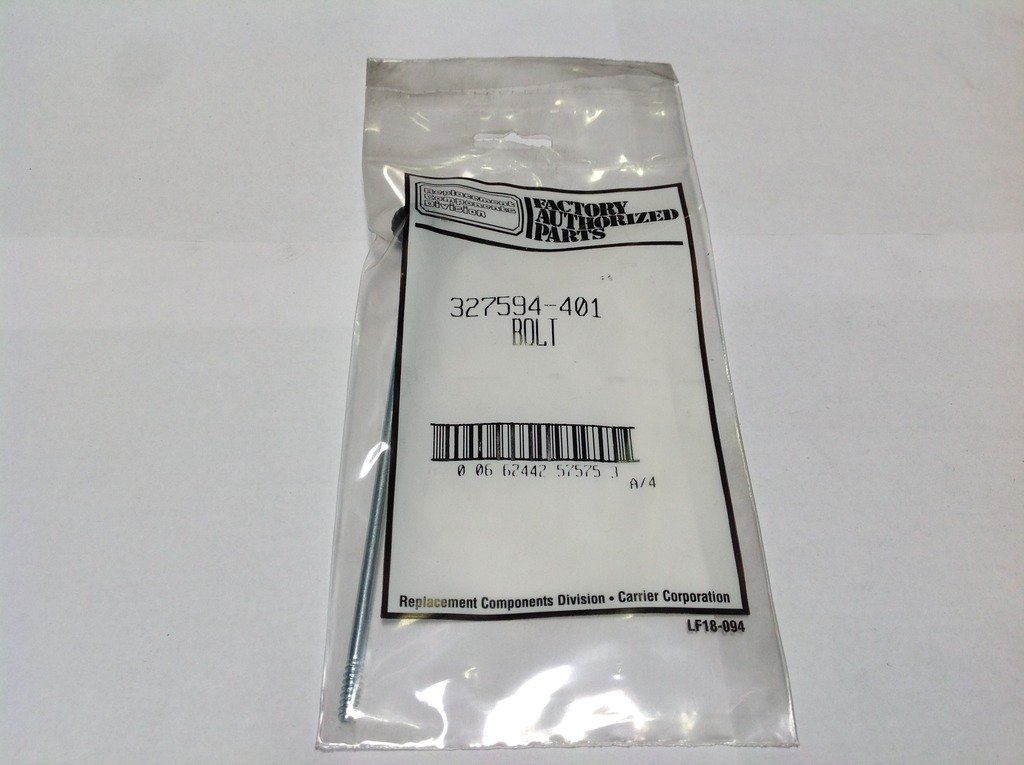 Replacement
Components
Division
FACTORY
AUTHORIZED
PARTS
327594-401
BOLT
0 06 62442 57575
A/4
Replacement Components Division • Carrier Corporation
LF18-094